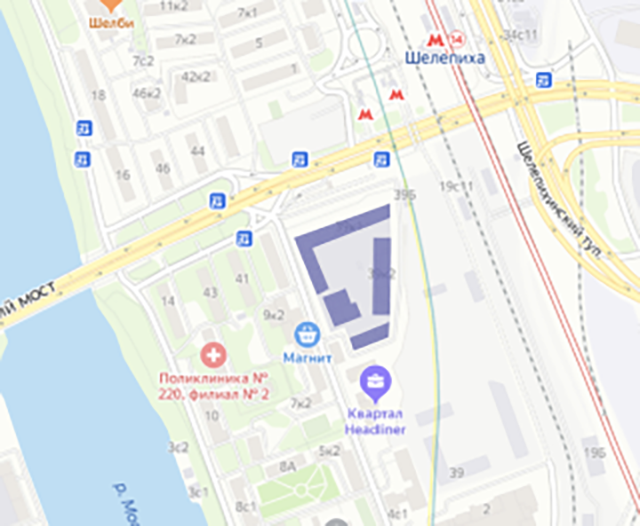 11к2
7к1
Шелби
34с11
7к2
5
14
Шелепиха
7с2
42к2
1
46к2
18
44
46
16
39Б
19с11
Шелепихинский туп.
43
41
14
ИЙ МОСТ
9к2
Магнит
Поликлиника №
220, филиал № 2
7к2
Квартал
Headliner
10
3с2
5к2
8А
39
19Б
3с1
8с1
4с1
2
р. Мо